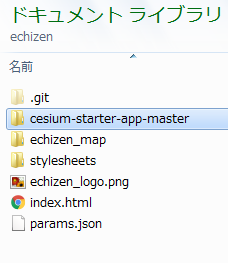 ドキュメント ライブラリ
echizen
名前
.git
cesium-starter-app-master
echizen_map
stylesheets
echizen_logo.png
index.html
params.json